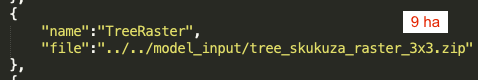 {
"name":"TreeRaster",
9 ha
"file":"../../model_input/tree_skukuza_raster_3x3.zip"
},